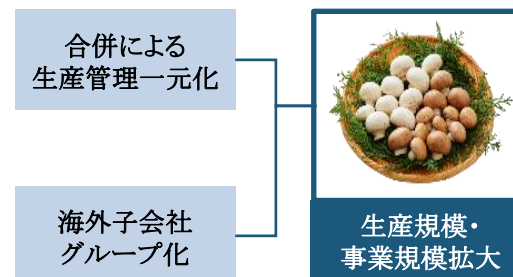 合併による
生産管理一元化
海外子会社
グループ化
生産規模・
事業規模拡大